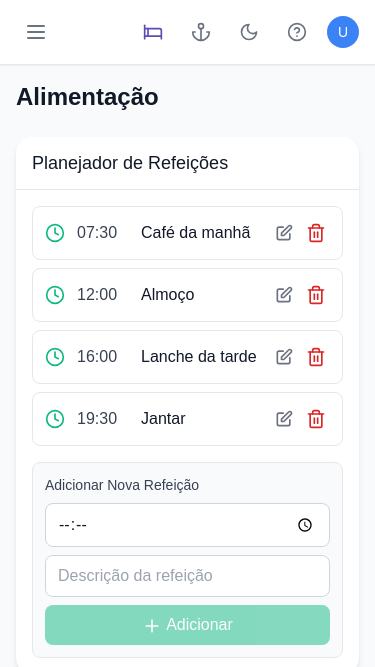 U
Alimentação
Planejador de Refeições
07:30 Café da manhã
12:00 Almoço
16:00 Lanche da tarde
19:30 Jantar
Adicionar Nova Refeição
--:--
Descrição da refeição
Adicionar